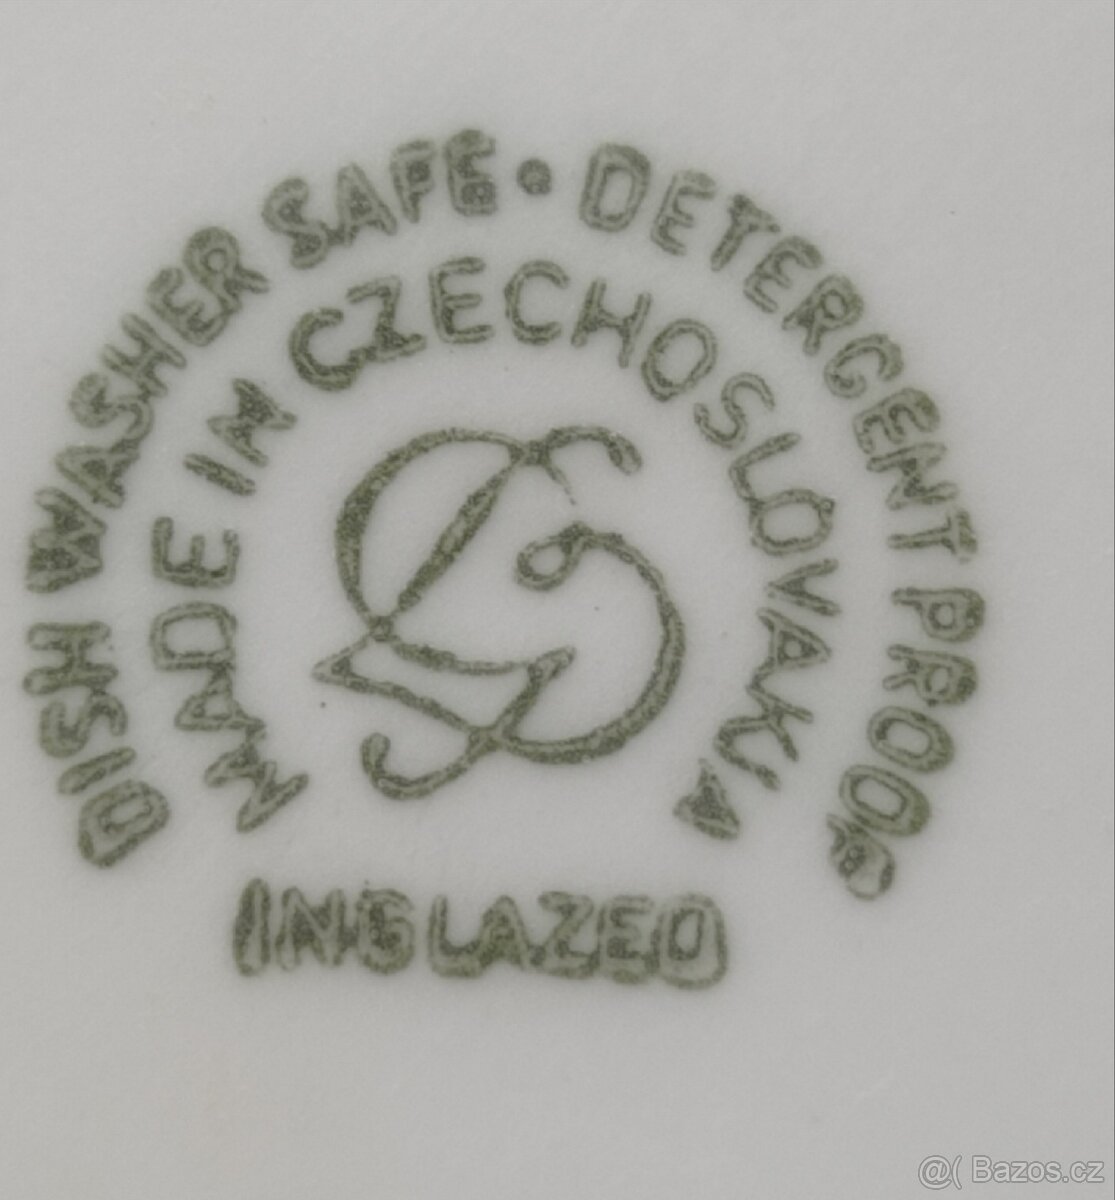 DISH WASHER SAFE • DETERGENT PROOF
MADE IN CZECHOSLOVAKIA
INGLAZED
@( Bazos.cz